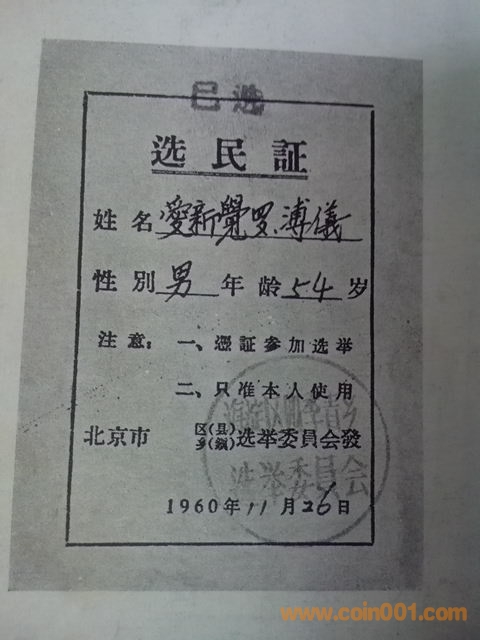 已选
选民証
姓名 愛新覺罗.溥儀
性别 男 年龄 54 岁
注意：一、憑証参加选举
二、只准本人使用
北京市 区(县)乡(鎮)选举委員会發
选举委員会
1960年11月26日
www.coin001.com